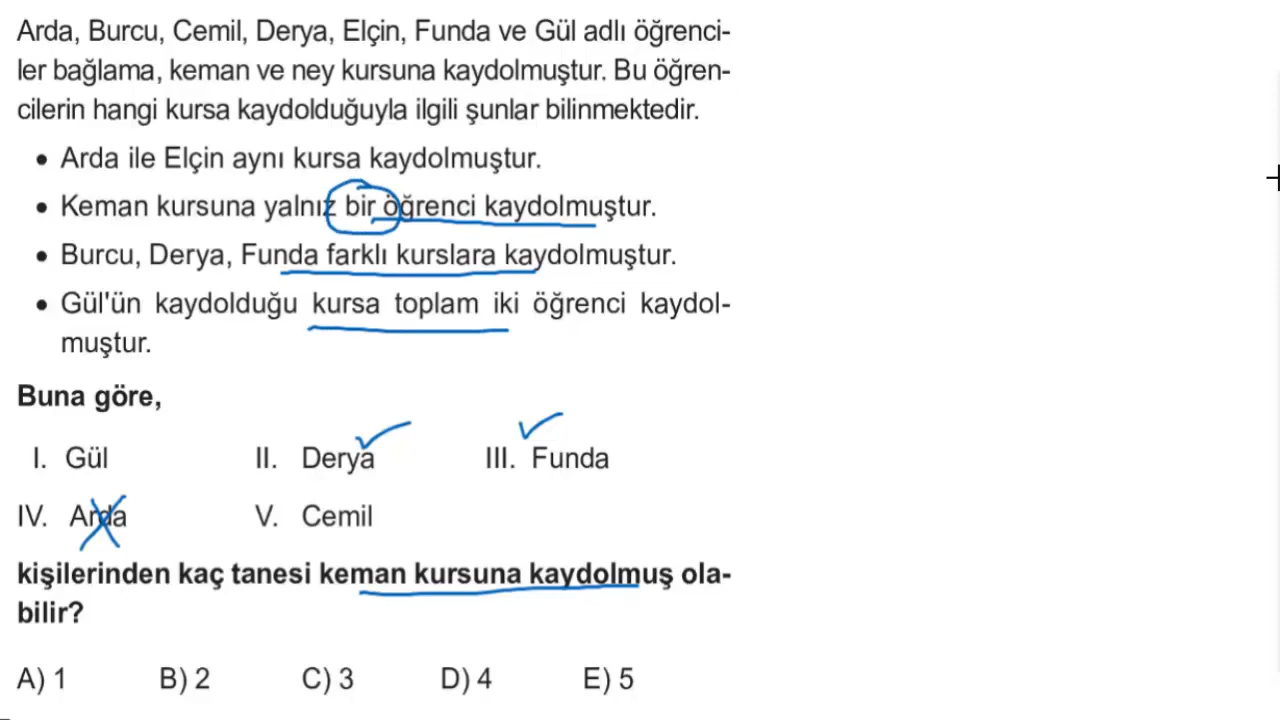 Arda, Burcu, Cemil, Derya, Elçin, Funda ve Gül adlı öğrenci-
ler bağlama, keman ve ney kursuna kaydolmuştur. Bu öğren-
cilerin hangi kursa kaydolduğuyla ilgili şunlar bilinmektedir.
• Arda ile Elçin aynı kursa kaydolmuştur.
• Keman kursuna yalnız bir öğrenci kaydolmuştur.
• Burcu, Derya, Funda farklı kurslara kaydolmuştur.
• Gül'ün kaydolduğu kursa toplam iki öğrenci kaydol-
muştur.
Buna göre,
I. Gül II. Derya III. Funda
IV. Arda V. Cemil
kişilerinden kaç tanesi keman kursuna kaydolmuş ola-
bilir?
A) 1 B) 2 C) 3 D) 4 E) 5